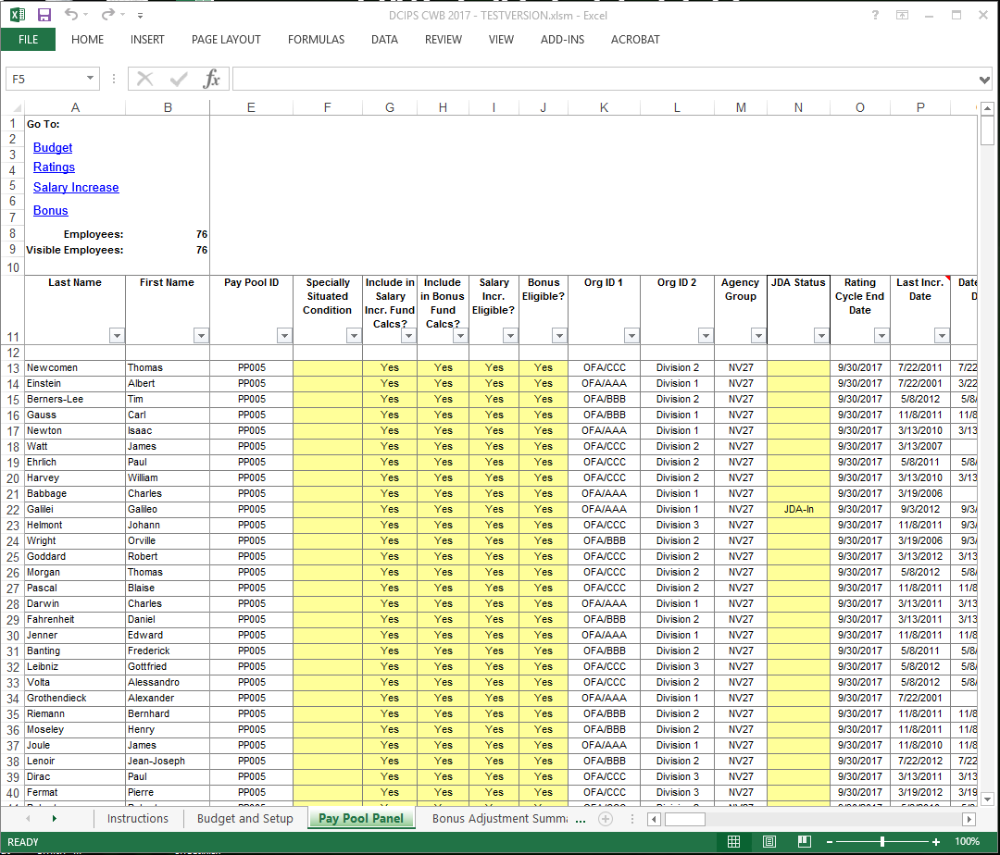 DCIPS CWB 2017 - TESTVERSION.xlsm - Excel
FILE HOME INSERT PAGE LAYOUT FORMULAS DATA REVIEW VIEW ADD-INS ACROBAT
F5 fx
A B E F G H I J K L M N O P
1 Go To:
2 Budget
3
4 Ratings
5 Salary Increase
6
7 Bonus
8 Employees: 76
9 Visible Employees: 76
10
Last Name First Name Pay Pool ID Specially Include in Include Salary Bonus Org ID 1 Org ID 2 Agency JDA Status Rating Last Incr. Date
Situated Salary in Bonus Incr. Eligible? Group Cycle End Date D
Condition Incr. Fund Fund Eligible? Date
Calcs? Calcs?
11
12
13 Newcomen Thomas PP005 Yes Yes Yes Yes OFA/CCC Division 2 NV27 9/30/2017 7/22/2011 7/22
14 Einstein Albert PP005 Yes Yes Yes Yes OFA/AAA Division 1 NV27 9/30/2017 7/22/2001 3/22
15 Berners-Lee Tim PP005 Yes Yes Yes Yes OFA/BBB Division 2 NV27 9/30/2017 5/8/2012 5/8/
16 Gauss Carl PP005 Yes Yes Yes Yes OFA/BBB Division 1 NV27 9/30/2017 11/8/2011 11/8
17 Newton Isaac PP005 Yes Yes Yes Yes OFA/AAA Division 1 NV27 9/30/2017 3/13/2010 3/13
18 Watt James PP005 Yes Yes Yes Yes OFA/CCC Division 2 NV27 9/30/2017 3/13/2007
19 Ehrlich Paul PP005 Yes Yes Yes Yes OFA/CCC Division 2 NV27 9/30/2017 5/8/2011 5/8/
20 Harvey William PP005 Yes Yes Yes Yes OFA/CCC Division 2 NV27 9/30/2017 3/13/2010 3/13
21 Babbage Charles PP005 Yes Yes Yes Yes OFA/AAA Division 1 NV27 9/30/2017 3/19/2006
22 Galilei Galileo PP005 Yes Yes Yes Yes OFA/AAA Division 1 NV27 JDA-In 9/30/2017 9/3/2012 9/3/
23 Helmont Johann PP005 Yes Yes Yes Yes OFA/CCC Division 3 NV27 9/30/2017 11/8/2011 9/3/
24 Wright Orville PP005 Yes Yes Yes Yes OFA/BBB Division 2 NV27 9/30/2017 3/19/2006 9/3/
25 Goddard Robert PP005 Yes Yes Yes Yes OFA/CCC Division 2 NV27 9/30/2017 3/13/2012 3/13
26 Morgan Thomas PP005 Yes Yes Yes Yes OFA/CCC Division 2 NV27 9/30/2017 5/8/2012 5/8/
27 Pascal Blaise PP005 Yes Yes Yes Yes OFA/CCC Division 2 NV27 9/30/2017 11/8/2011 11/8
28 Darwin Charles PP005 Yes Yes Yes Yes OFA/AAA Division 1 NV27 9/30/2017 3/13/2011 3/13
29 Fahrenheit Daniel PP005 Yes Yes Yes Yes OFA/BBB Division 2 NV27 9/30/2017 3/13/2011 3/13
30 Jenner Edward PP005 Yes Yes Yes Yes OFA/AAA Division 1 NV27 9/30/2017 11/8/2011 11/8
31 Banting Frederick PP005 Yes Yes Yes Yes OFA/BBB Division 2 NV27 9/30/2017 5/8/2011 5/8/
32 Leibniz Gottfried PP005 Yes Yes Yes Yes OFA/CCC Division 3 NV27 9/30/2017 5/8/2012 5/8/
33 Volta Alessandro PP005 Yes Yes Yes Yes OFA/CCC Division 2 NV27 9/30/2017 5/8/2012 5/8/
34 Grothendieck Alexander PP005 Yes Yes Yes Yes OFA/AAA Division 1 NV27 9/30/2017 7/22/2001
35 Riemann Bernhard PP005 Yes Yes Yes Yes OFA/BBB Division 2 NV27 9/30/2017 11/8/2011 11/8
36 Moseley Henry PP005 Yes Yes Yes Yes OFA/BBB Division 2 NV27 9/30/2017 11/8/2011 11/8
37 Joule James PP005 Yes Yes Yes Yes OFA/AAA Division 1 NV27 9/30/2017 11/8/2010 11/8
38 Lenoir Jean-Joseph PP005 Yes Yes Yes Yes OFA/BBB Division 2 NV27 9/30/2017 7/22/2012 7/22
39 Dirac Paul PP005 Yes Yes Yes Yes OFA/CCC Division 3 NV27 9/30/2017 3/13/2011 3/13
40 Fermat Pierre PP005 Yes Yes Yes Yes OFA/CCC Division 3 NV27 9/30/2017 3/19/2012 3/19
Instructions Budget and Setup Pay Pool Panel Bonus Adjustment Summa ...
READY 100%